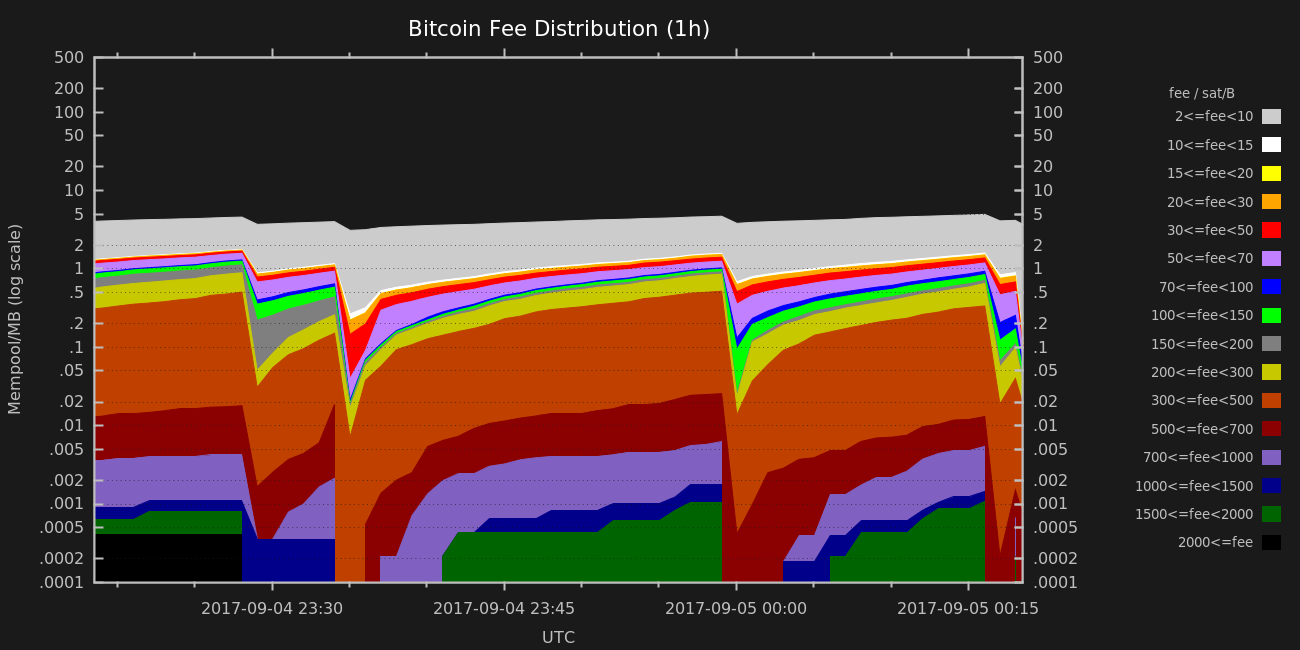 Bitcoin Fee Distribution (1h)
500 500
200 200
100 100
50 50
20 20
10 10
5 5
2 2
1 1
.5 .5
.2 .2
.1 .1
.05 .05
.02 .02
.01 .01
.005 .005
.002 .002
.001 .001
.0005 .0005
.0002 .0002
.0001 .0001
Mempool/MB (log scale)
2017-09-04 23:30 2017-09-04 23:45 2017-09-05 00:00 2017-09-05 00:15
UTC
fee / sat/B
2<=fee<10
10<=fee<15
15<=fee<20
20<=fee<30
30<=fee<50
50<=fee<70
70<=fee<100
100<=fee<150
150<=fee<200
200<=fee<300
300<=fee<500
500<=fee<700
700<=fee<1000
1000<=fee<1500
1500<=fee<2000
2000<=fee